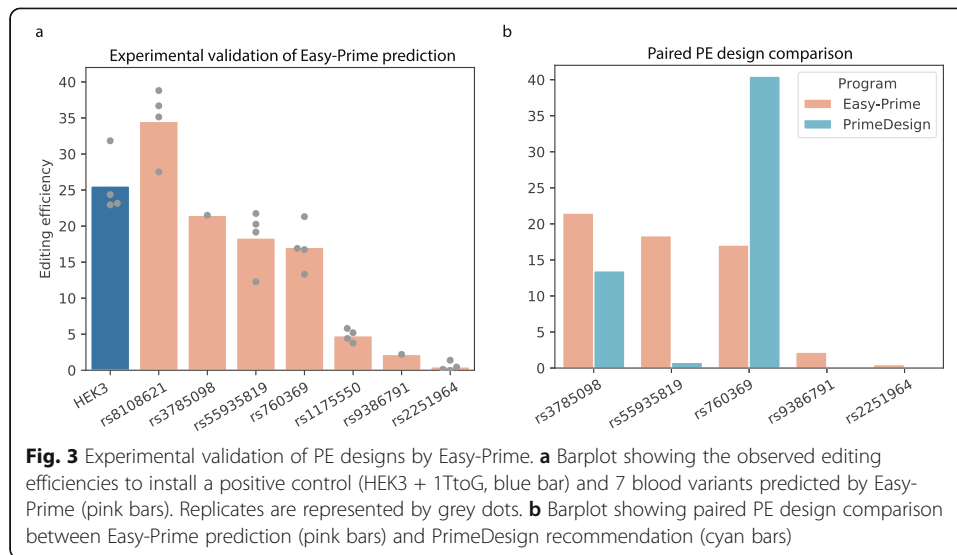 a
Experimental validation of Easy-Prime prediction
Editing efficiency
40
35
30
25
20
15
10
5
0
HEK3
rs8108621
rs3785098
rs55935819
rs760369
rs1175550
rs9386791
rs2251964
b
Paired PE design comparison
Program
Easy-Prime
PrimeDesign
40
35
30
25
20
15
10
5
0
rs3785098
rs55935819
rs760369
rs9386791
rs2251964
Fig. 3 Experimental validation of PE designs by Easy-Prime. a Barplot showing the observed editing
efficiencies to install a positive control (HEK3 + 1TtoG, blue bar) and 7 blood variants predicted by Easy-
Prime (pink bars). Replicates are represented by grey dots. b Barplot showing paired PE design comparison
between Easy-Prime prediction (pink bars) and PrimeDesign recommendation (cyan bars)